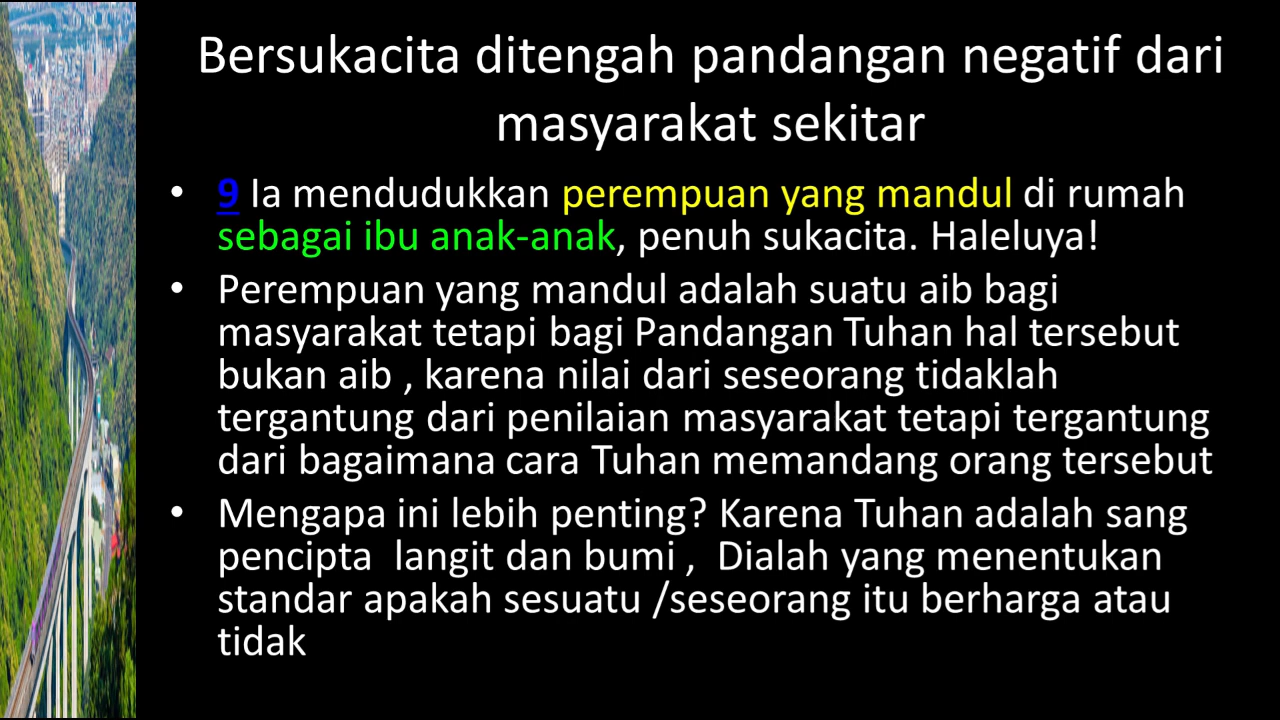 Bersukacita ditengah pandangan negatif dari
masyarakat sekitar
• 9 Ia mendudukkan perempuan yang mandul di rumah
sebagai ibu anak-anak, penuh sukacita. Haleluya!
• Perempuan yang mandul adalah suatu aib bagi
masyarakat tetapi bagi Pandangan Tuhan hal tersebut
bukan aib , karena nilai dari seseorang tidaklah
tergantung dari penilaian masyarakat tetapi tergantung
dari bagaimana cara Tuhan memandang orang tersebut
• Mengapa ini lebih penting? Karena Tuhan adalah sang
pencipta  langit dan bumi ,  Dialah yang menentukan
standar apakah sesuatu /seseorang itu berharga atau
tidak